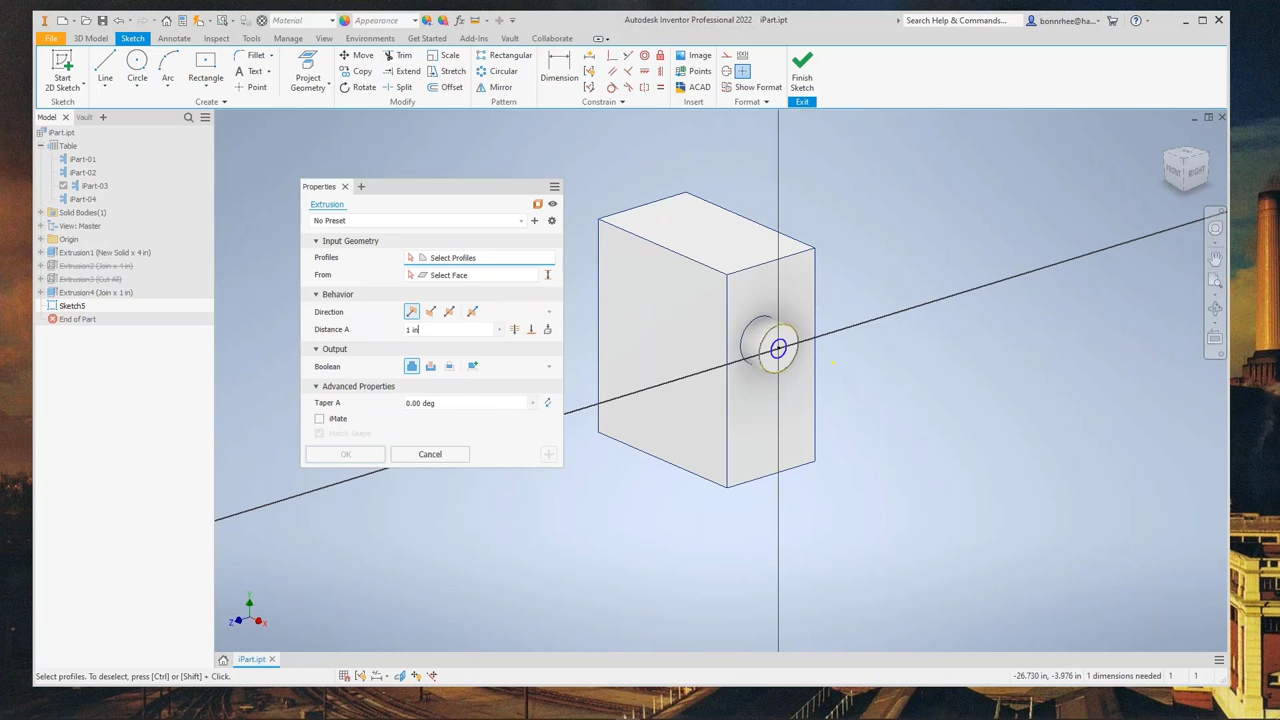 Material
Appearance
Autodesk Inventor Professional 2022 iPart.ipt
Search Help & Commands...
bonnrhee@ha...
File 3D Model Sketch Annotate Inspect Tools Manage View Environments Get Started Add-Ins Vault Collaborate
Start
2D Sketch
Line
Circle
Arc
Rectangle
Fillet
Text
Point
Project
Geometry
Move
Copy
Rotate
Trim
Extend
Split
Scale
Stretch
Offset
Rectangular
Circular
Mirror
Dimension
Image
Points
ACAD
Show Format
Finish
Sketch
Sketch Create Modify Pattern Constrain Insert Format Exit
Model Vault
iPart.ipt
Table
iPart-01
iPart-02
iPart-03
iPart-04
Solid Bodies(1)
View: Master
Origin
Extrusion1 (New Solid x 4 in)
Extrusion2 (Join x 4 in)
Extrusion3 (Cut All)
Extrusion4 (Join x 1 in)
Sketch5
End of Part
Properties
Extrusion
No Preset
Input Geometry
Profiles Select Profiles
From Select Face
Behavior
Direction
Distance A 1 in
Output
Boolean
Advanced Properties
Taper A 0.00 deg
iMate
Match Shape
OK Cancel
FRONT RIGHT
Y
Z X
iPart.ipt
Select profiles. To deselect, press [Ctrl] or [Shift] + Click.
-26.730 in, -3.976 in 1 dimensions needed 1 1